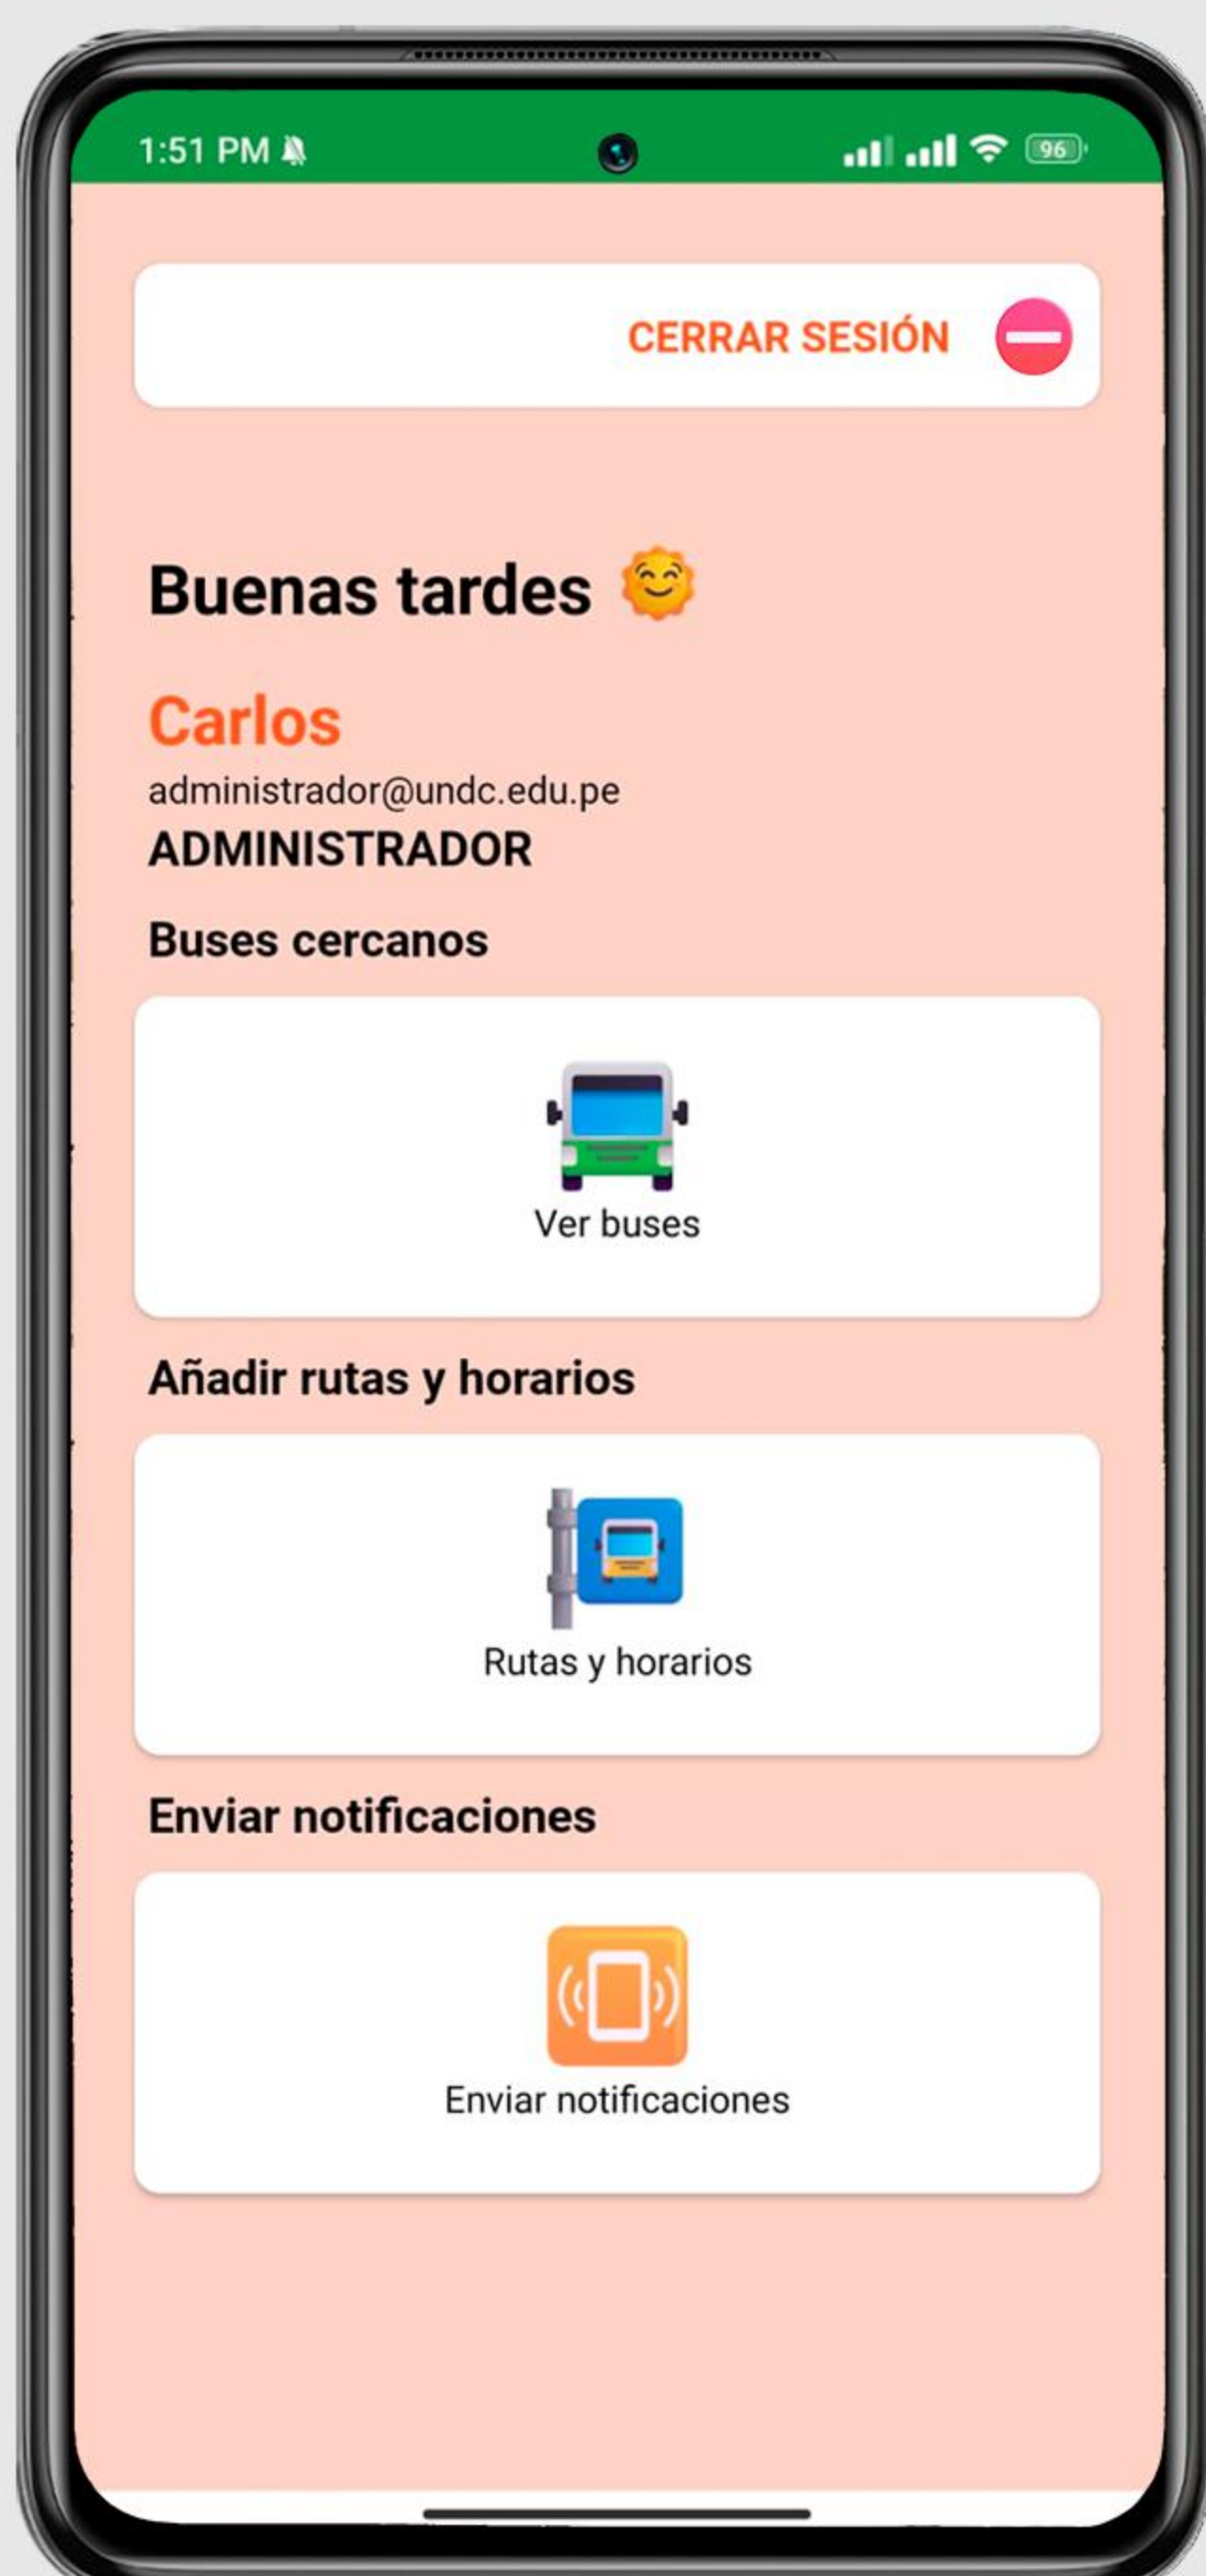 1:51 PM
96
CERRAR SESIÓN
Buenas tardes
Carlos
administrador@undc.edu.pe
ADMINISTRADOR
Buses cercanos
Ver buses
Añadir rutas y horarios
Rutas y horarios
Enviar notificaciones
Enviar notificaciones